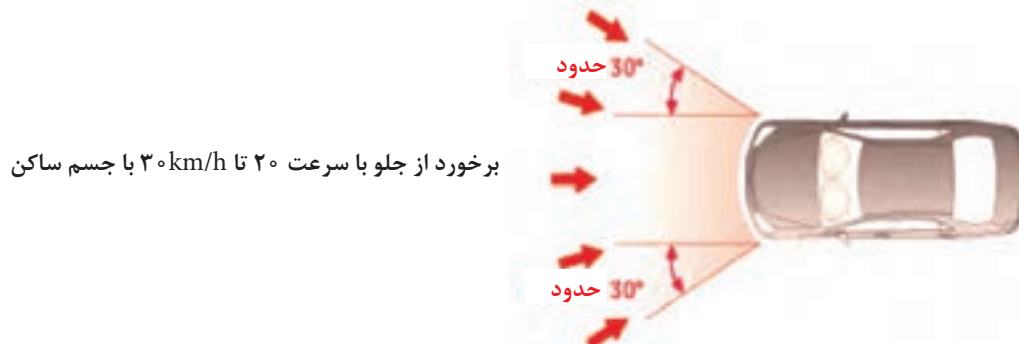 حدود 30°
برخورد از جلو با سرعت ۲۰ تا ۳۰km/h با جسم ساکن
حدود 30°